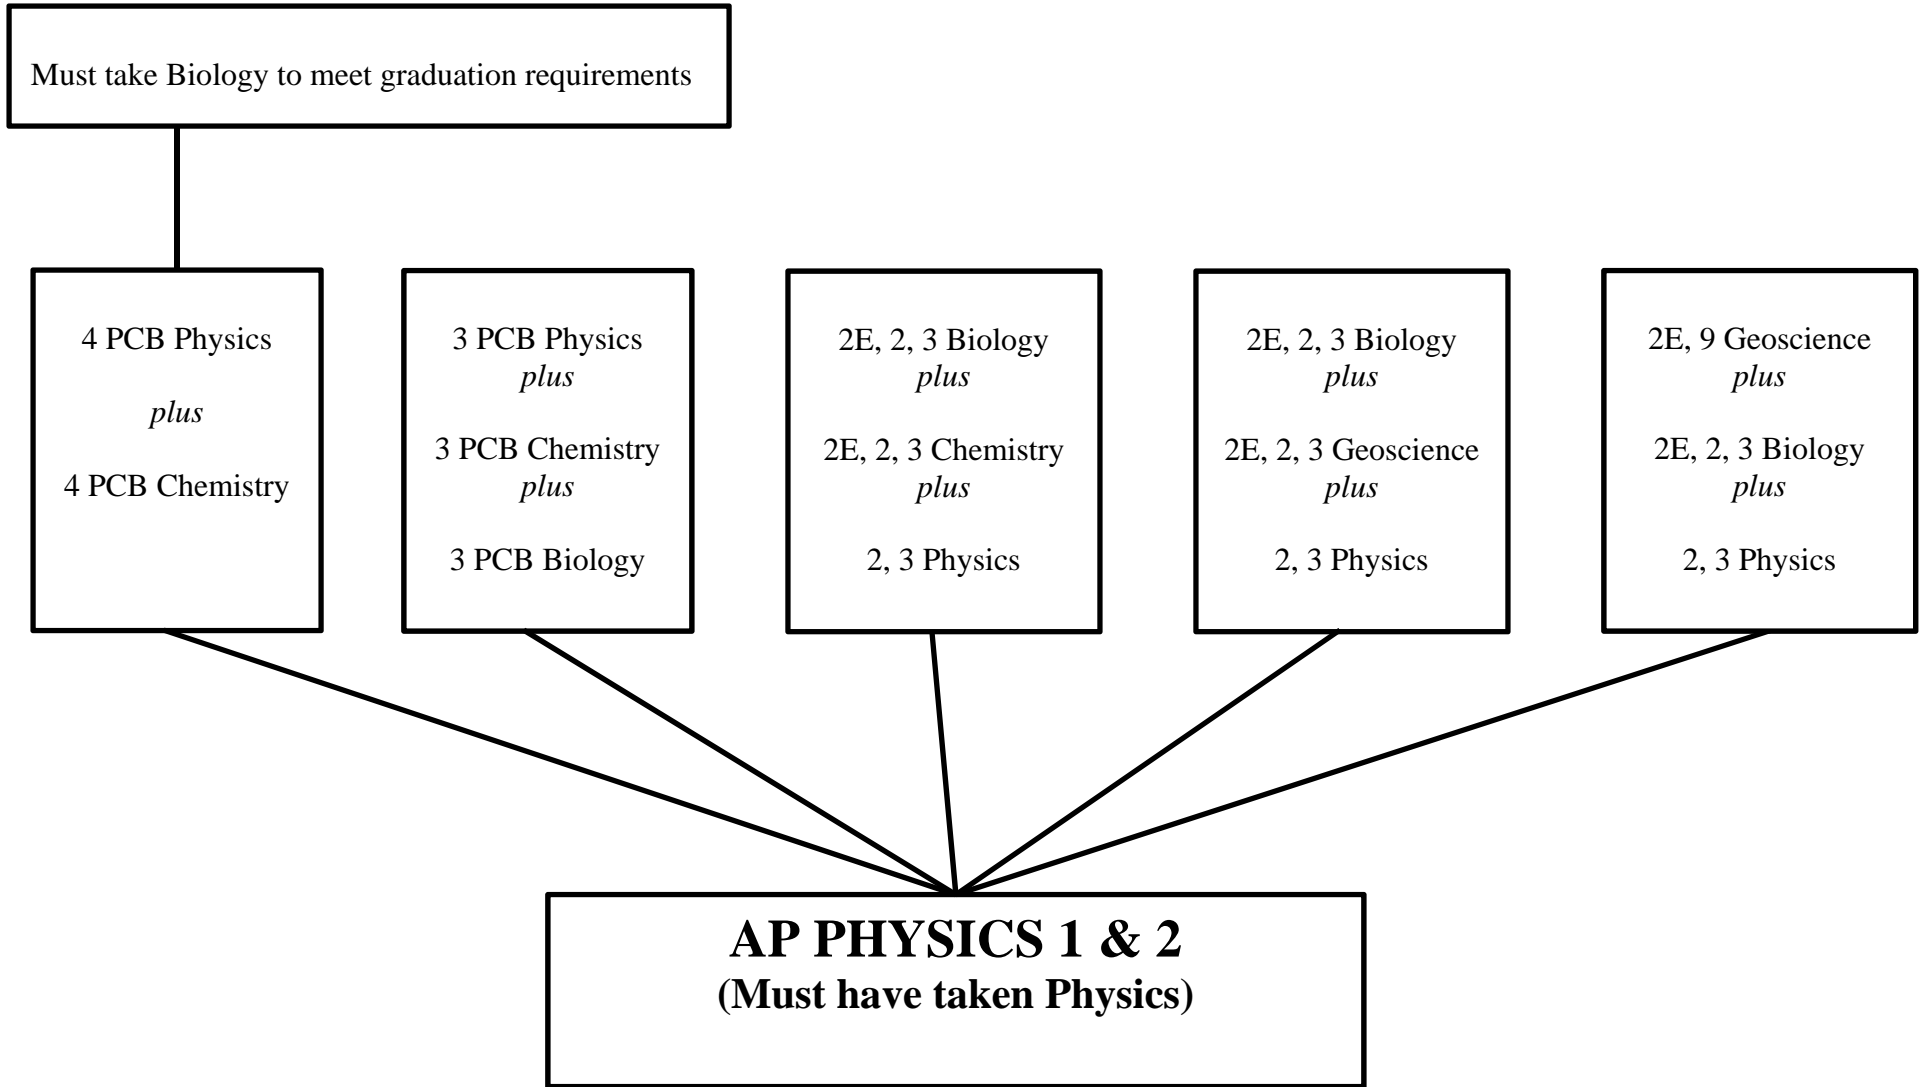 Must take Biology to meet graduation requirements
4 PCB Physics
plus
4 PCB Chemistry
3 PCB Physics
plus
3 PCB Chemistry
plus
3 PCB Biology
2E, 2, 3 Biology
plus
2E, 2, 3 Chemistry
plus
2, 3 Physics
2E, 2, 3 Biology
plus
2E, 2, 3 Geoscience
plus
2, 3 Physics
2E, 9 Geoscience
plus
2E, 2, 3 Biology
plus
2, 3 Physics
AP PHYSICS 1 & 2
(Must have taken Physics)